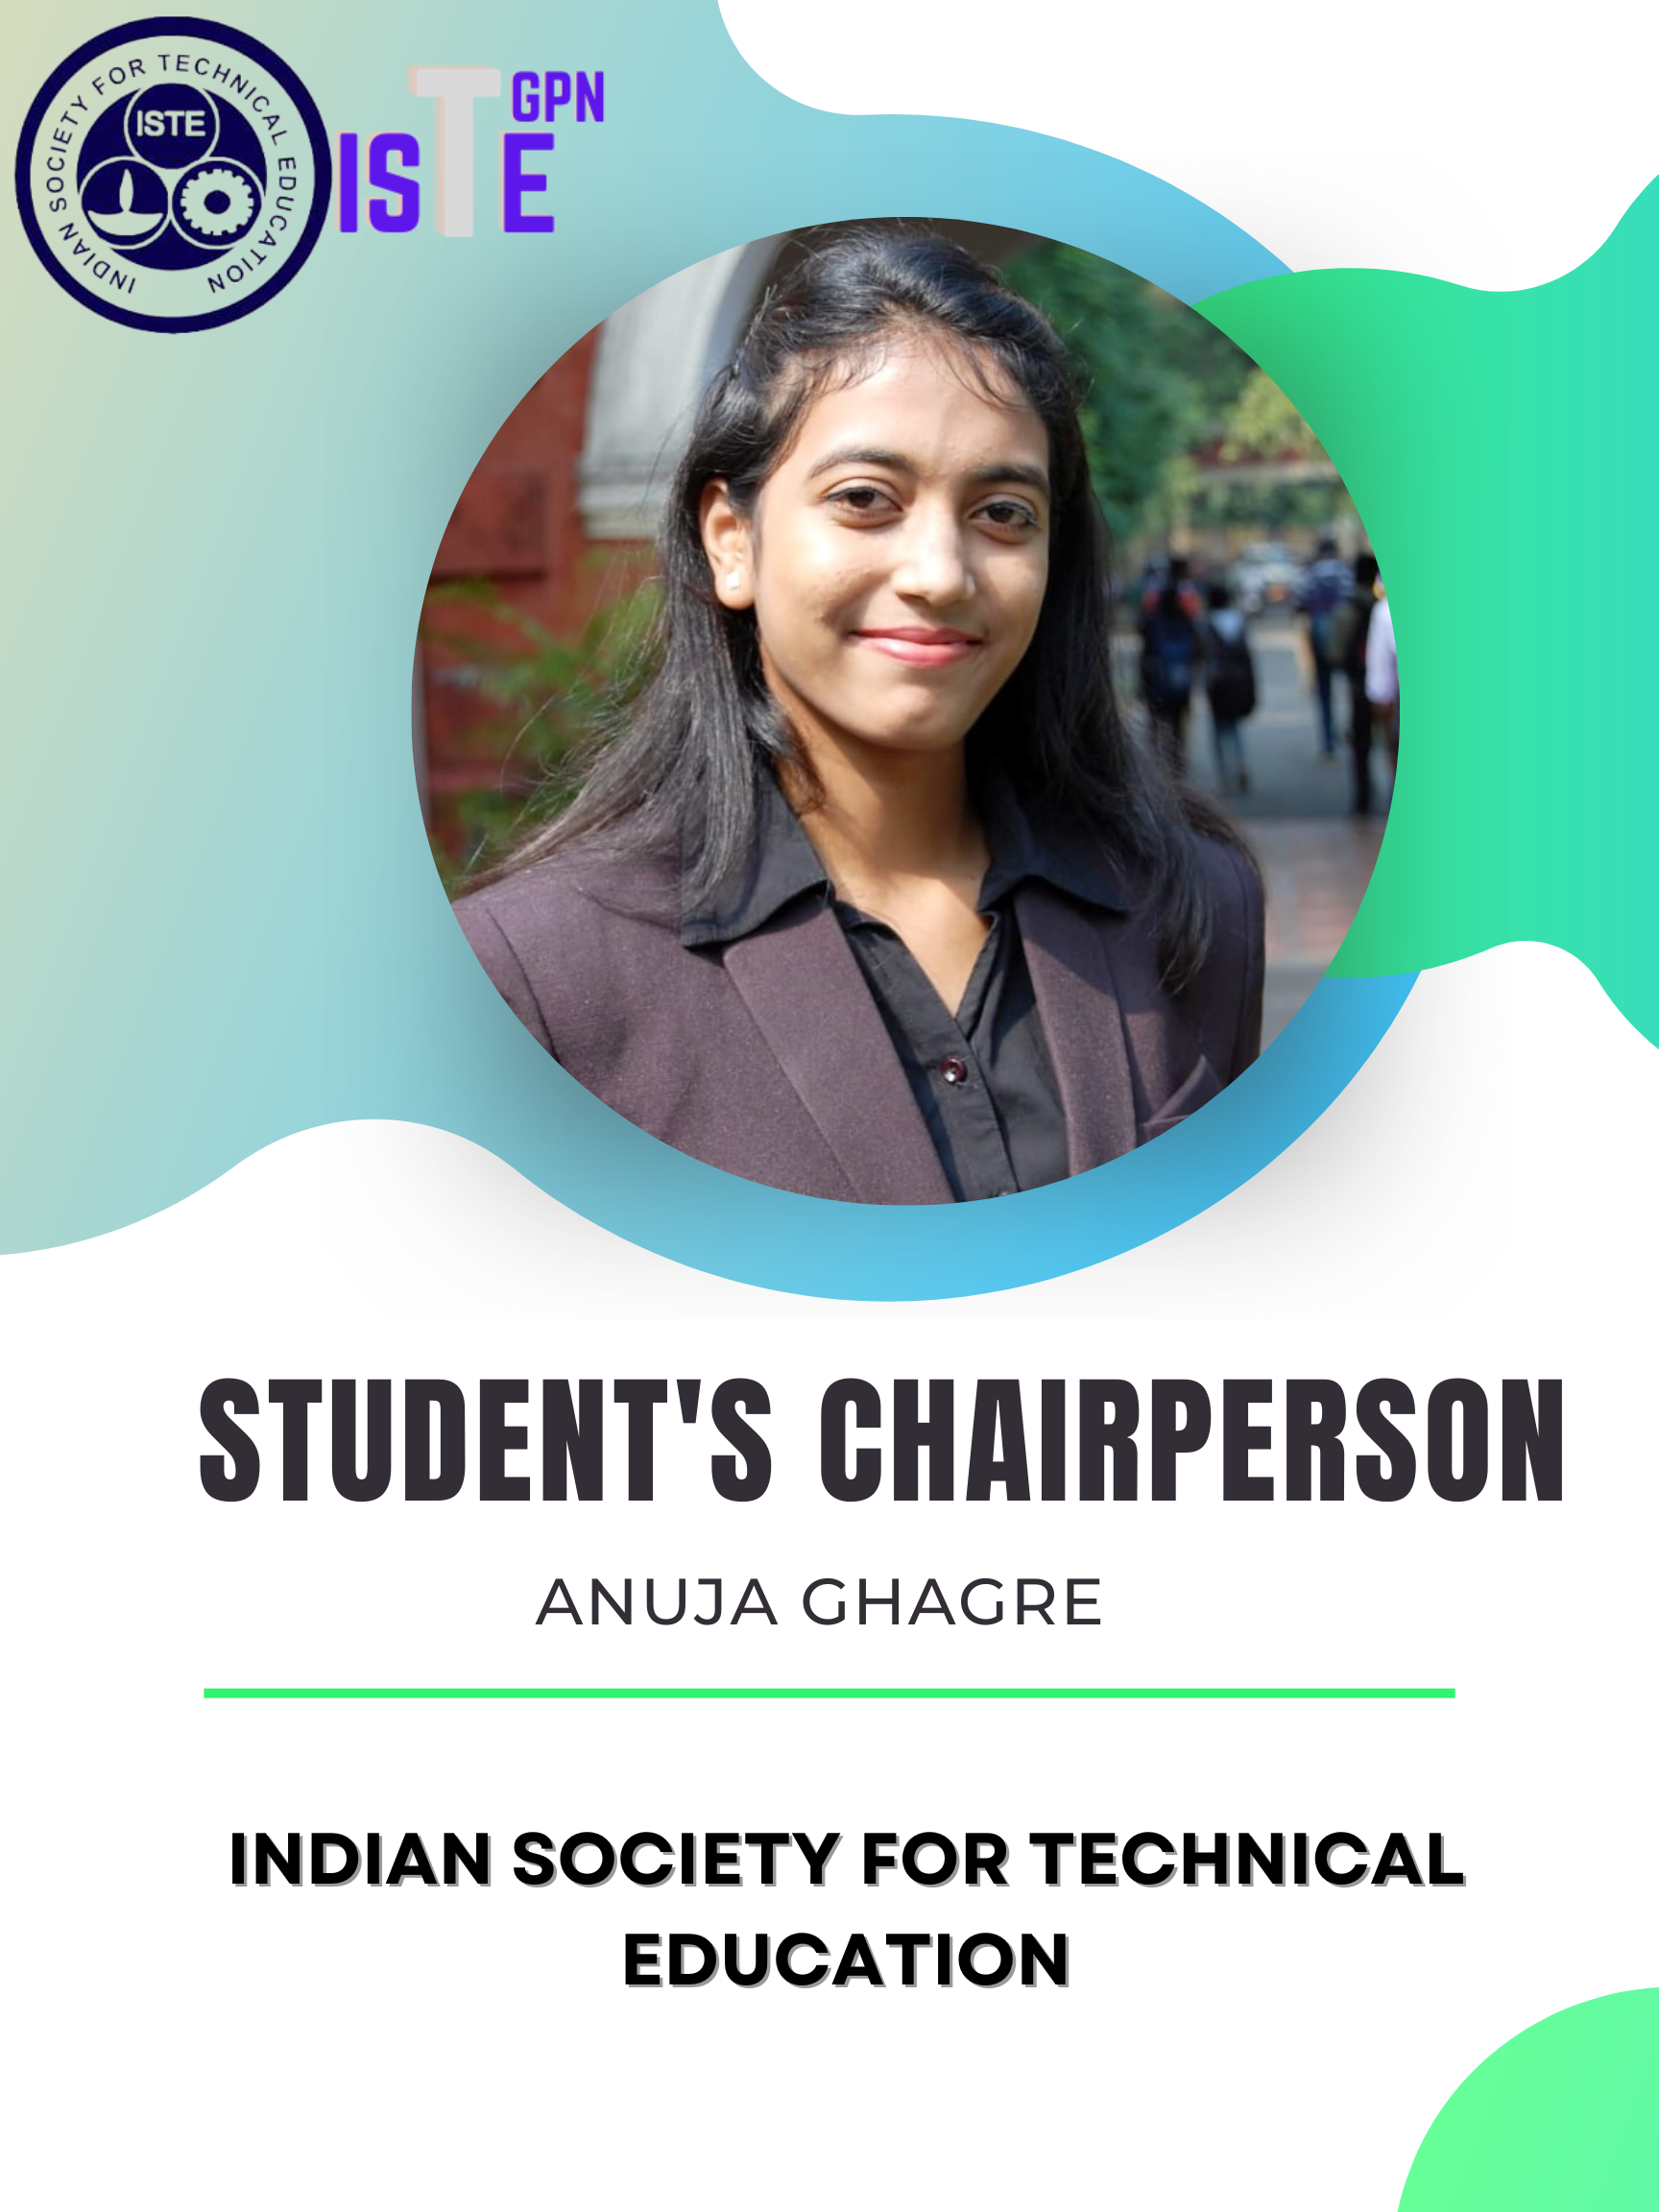 INDIAN SOCIETY FOR TECHNICAL EDUCATION
ISTE
GPN
ISTE
STUDENT'S CHAIRPERSON
ANUJA GHAGRE
INDIAN SOCIETY FOR TECHNICAL
EDUCATION